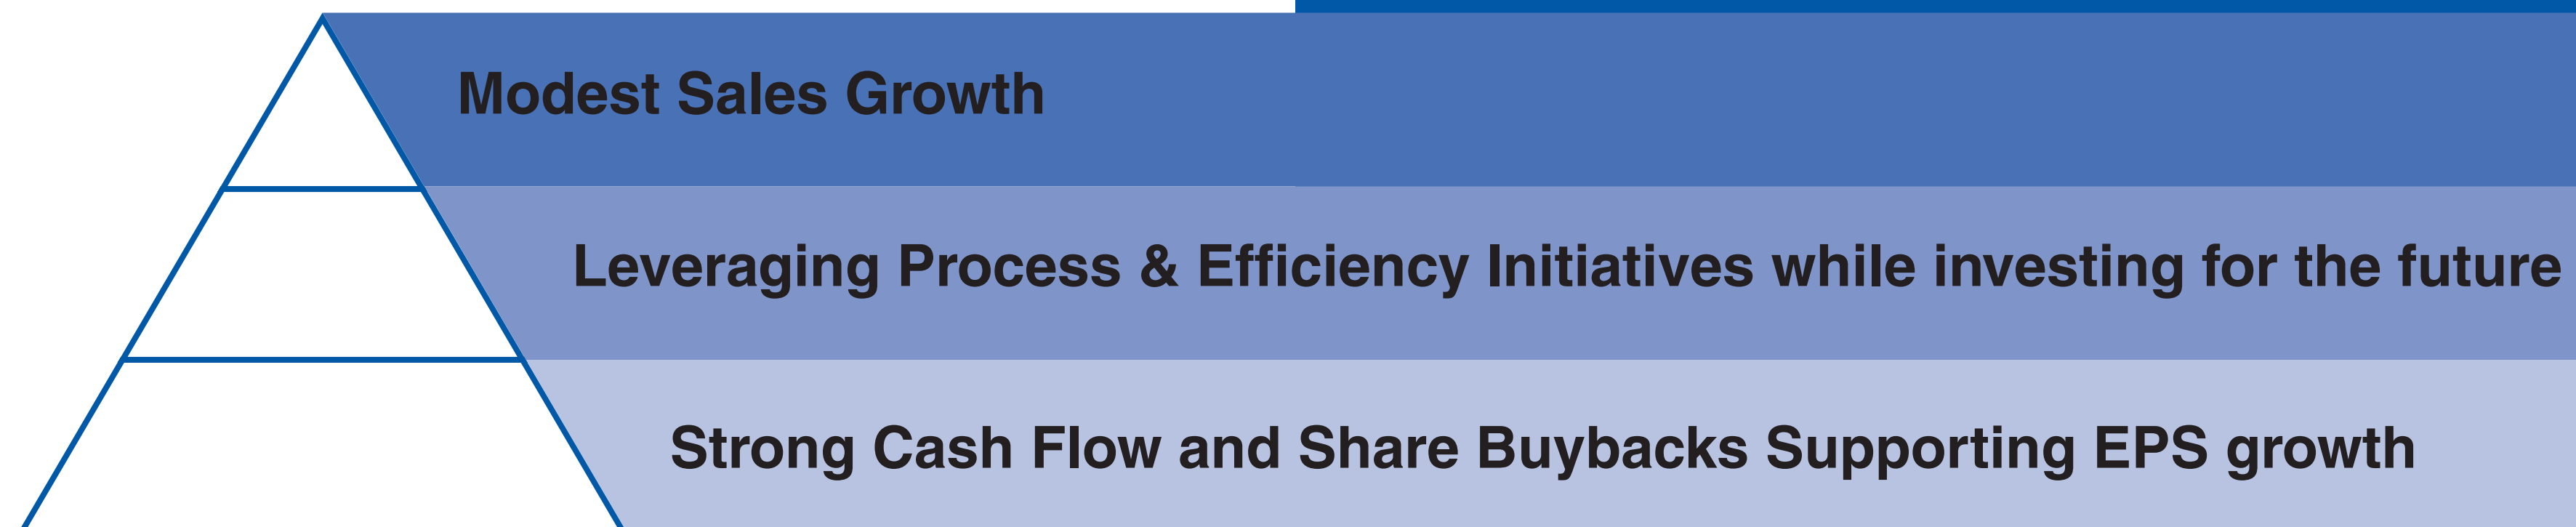 Modest Sales Growth
Leveraging Process & Efficiency Initiatives while investing for the future
Strong Cash Flow and Share Buybacks Supporting EPS growth